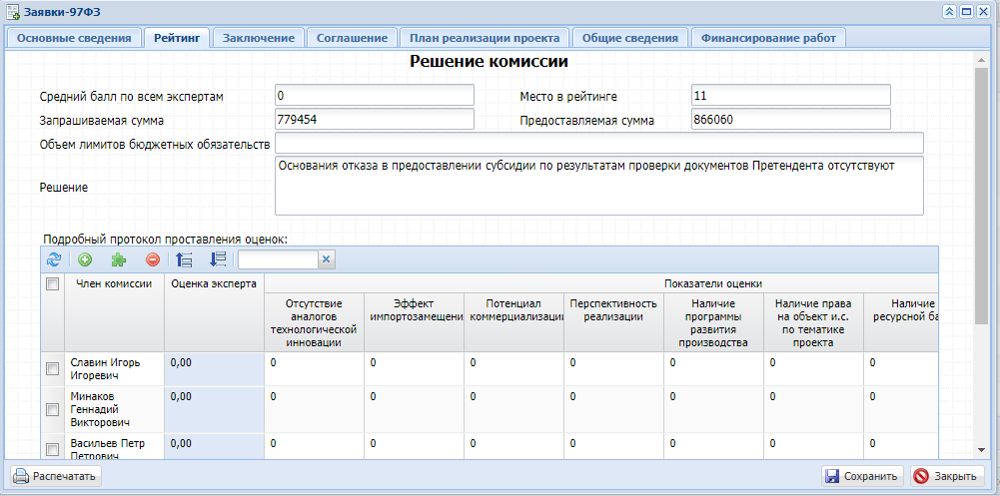 Заявки-97ФЗ
Основные сведения Рейтинг Заключение Соглашение План реализации проекта Общие сведения Финансирование работ
Решение комиссии
Средний балл по всем экспертам 0 Место в рейтинге 11
Запрашиваемая сумма 779454 Предоставляемая сумма 866060
Объем лимитов бюджетных обязательств
Решение Основания отказа в предоставлении субсидии по результатам проверки документов Претендента отсутствуют
Подробный протокол проставления оценок:
Член комиссии Оценка эксперта Показатели оценки
Отсутствие аналогов технологической инновации
Эффект импортозамещени
Потенциал коммерциализаци
Перспективность реализации
Наличие программы развития производства
Наличие права на объект и.с. по тематике проекта
Наличие ресурсной ба
Славин Игорь Игоревич 0,00 0 0 0 0 0 0 0
Минаков Геннадий Викторович 0,00 0 0 0 0 0 0 0
Васильев Петр Петрович 0,00 0 0 0 0 0 0 0
Распечатать Сохранить Закрыть